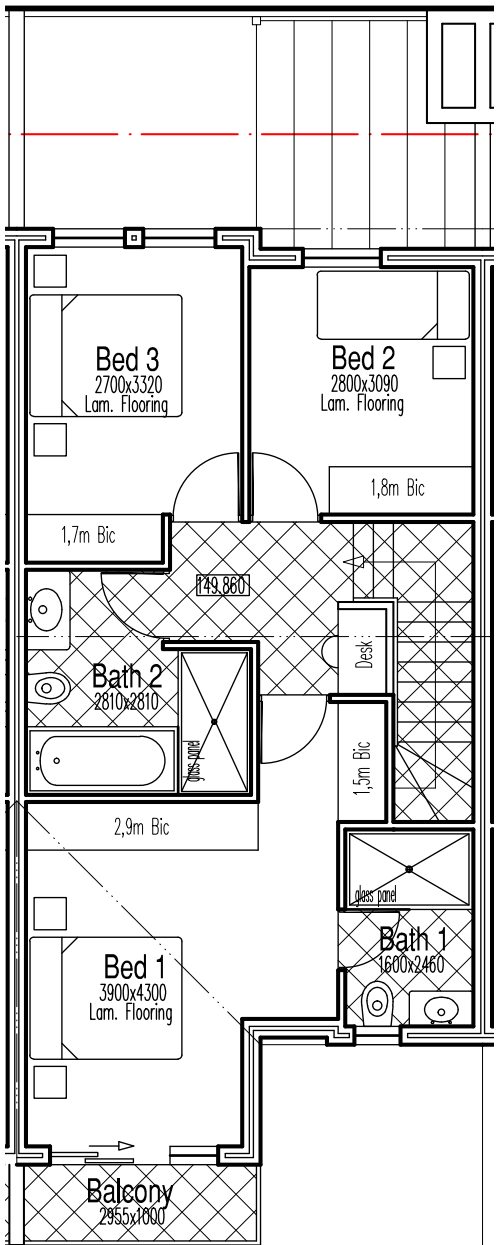 Bed 3
2700x3320
Lam. Flooring
Bed 2
2800x3090
Lam. Flooring
1,8m Bic
1,7m Bic
149.860
Desk
Bath 2
2810x2810
glass panel
1,5m Bic
2,9m Bic
glass panel
Bath 1
1600x2460
Bed 1
3900x4300
Lam. Flooring
Balcony
2955x1000